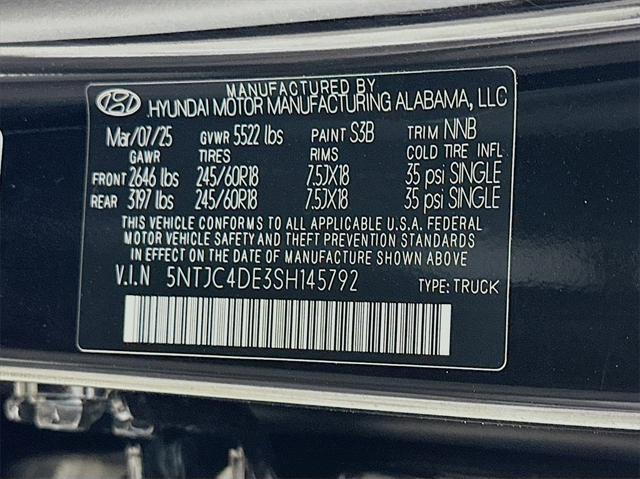 MANUFACTURED BY
HYUNDAI MOTOR MANUFACTURING ALABAMA, LLC
Mar/07/25 GVWR 5522 lbs PAINT S3B TRIM NNB
GAWR TIRES RIMS COLD TIRE INFL
FRONT 2646 lbs 245/60R18 7.5JX18 35 psi SINGLE
REAR 3197 lbs 245/60R18 7.5JX18 35 psi SINGLE
THIS VEHICLE CONFORMS TO ALL APPLICABLE U.S.A. FEDERAL
MOTOR VEHICLE SAFETY AND THEFT PREVENTION STANDARDS
IN EFFECT ON THE DATE OF MANUFACTURE SHOWN ABOVE
V.I.N 5NTJC4DE3SH145792 TYPE: TRUCK